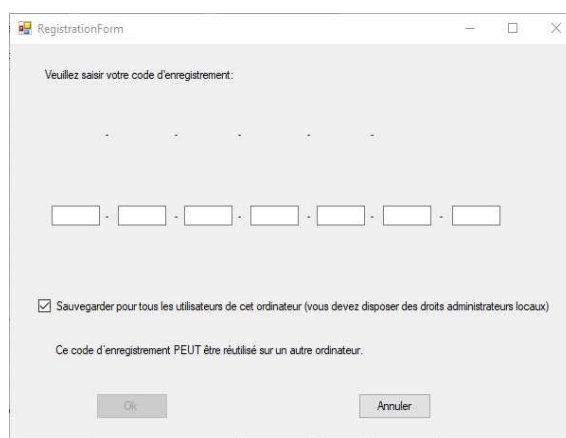 RegistrationForm
Veuillez saisir votre code d'enregistrement:
- - - - -
- - - - - -
Sauvegarder pour tous les utilisateurs de cet ordinateur (vous devez disposer des droits administrateurs locaux)
Ce code d'enregistrement PEUT être réutilisé sur un autre ordinateur.
Ok Annuler